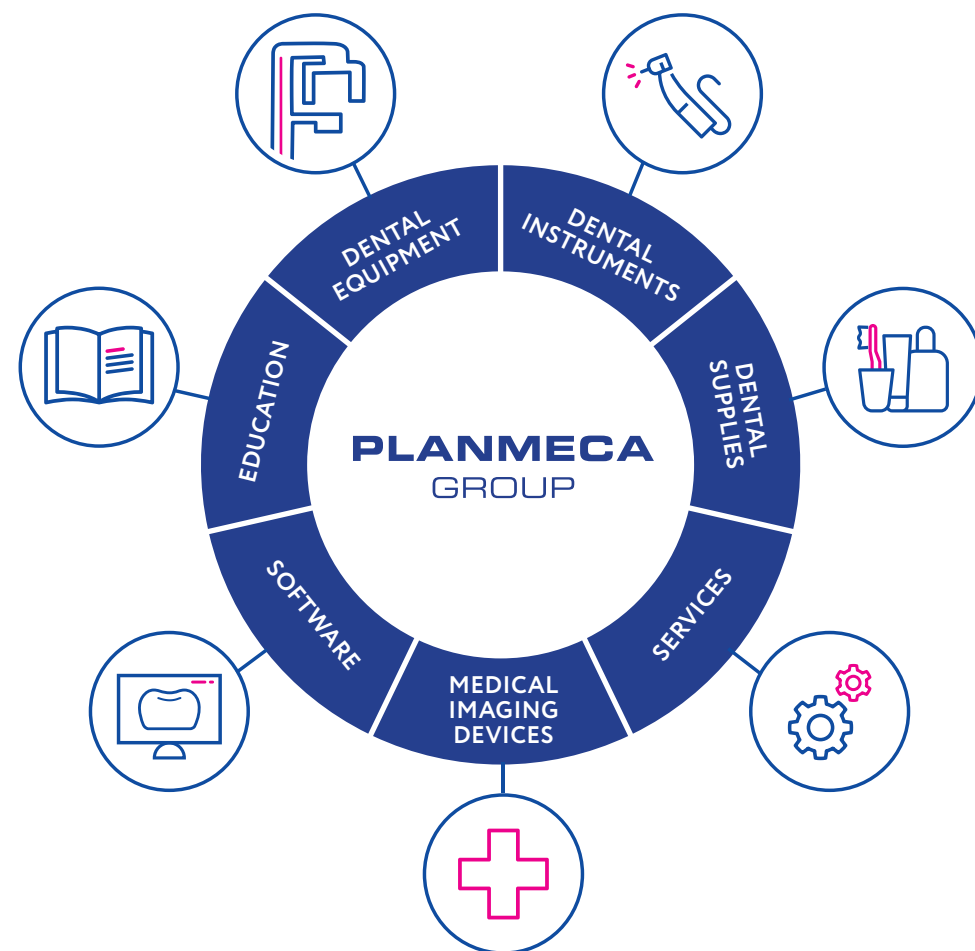 DENTAL
EQUIPMENT
DENTAL
INSTRUMENTS
EDUCATION
DENTAL
SUPPLIES
PLANMECA
GROUP
SOFTWARE
SERVICES
MEDICAL
IMAGING
DEVICES